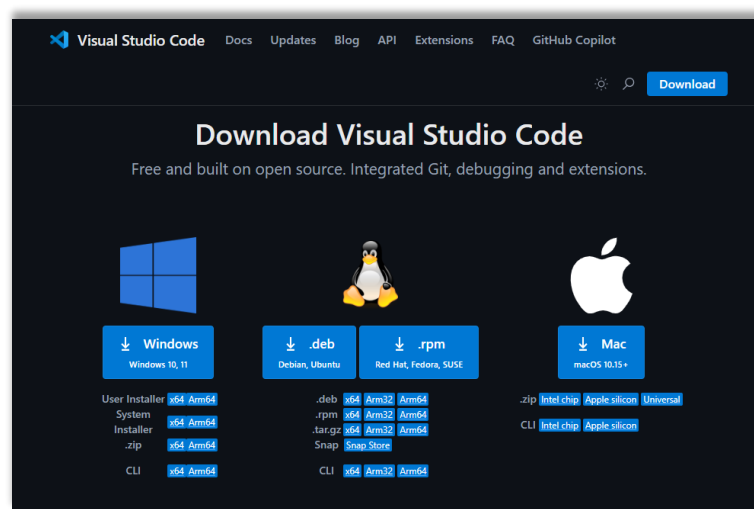 Visual Studio Code Docs Updates Blog API Extensions FAQ GitHub Copilot
Download
Download Visual Studio Code
Free and built on open source. Integrated Git, debugging and extensions.
Windows
Windows 10, 11
.deb
Debian, Ubuntu
.rpm
Red Hat, Fedora, SUSE
Mac
macOS 10.15+
User Installer x64 Arm64
System
Installer x64 Arm64
.zip x64 Arm64
CLI x64 Arm64
.deb x64 Arm32 Arm64
.rpm x64 Arm32 Arm64
.tar.gz x64 Arm32 Arm64
Snap Snap Store
CLI x64 Arm32 Arm64
.zip Intel chip Apple silicon Universal
CLI Intel chip Apple silicon